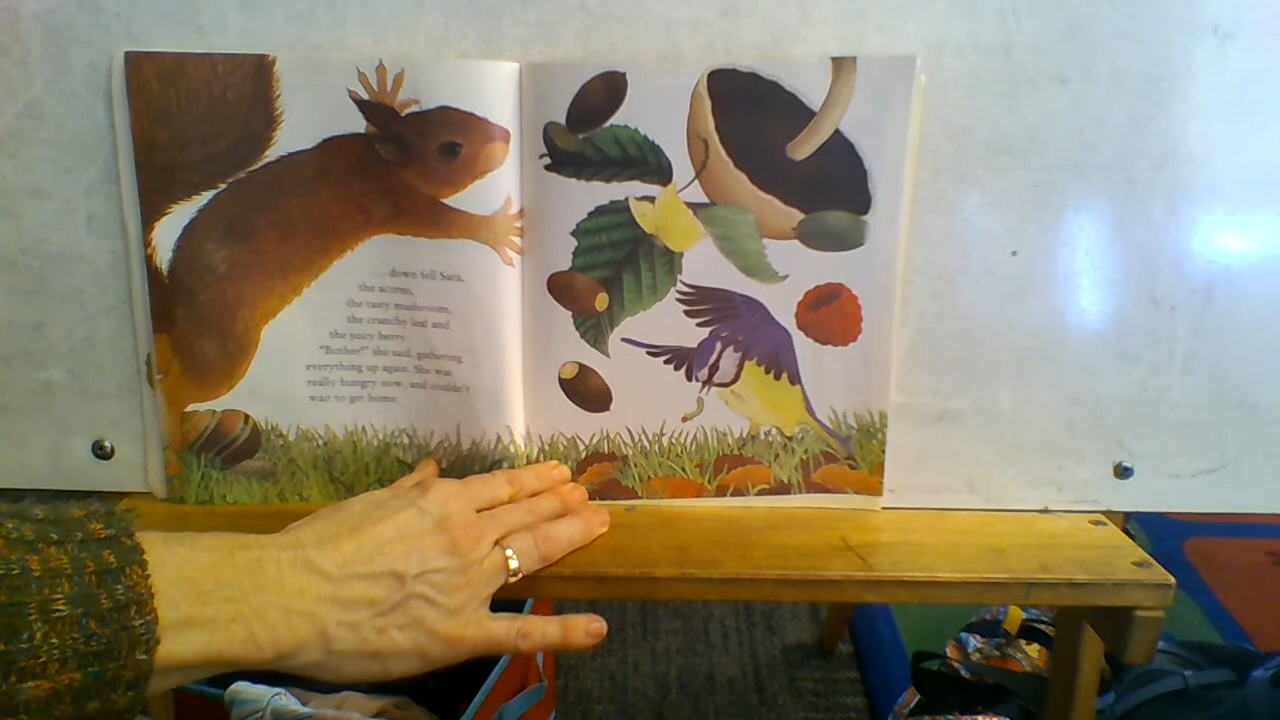 ... down fell Sara,
the acorns,
the tasty mushroom,
the crunchy leaf and
the juicy berry.
"Bother!" she said, gathering
everything up again. She was
really hungry now, and couldn't
wait to get home.